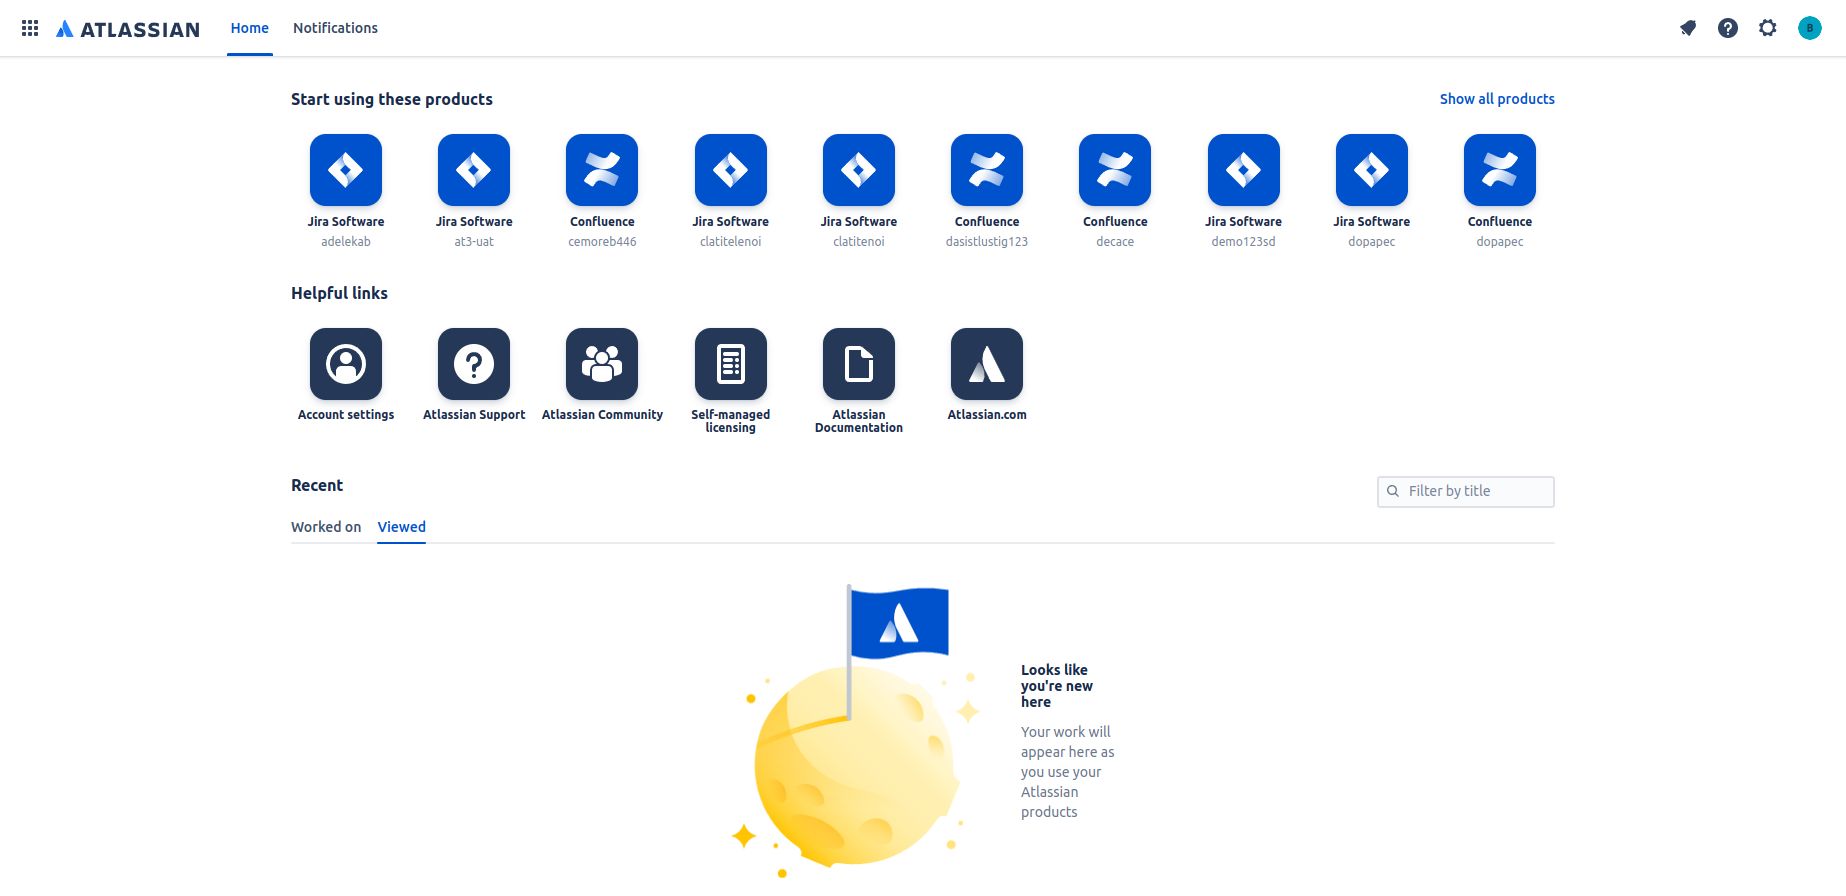 ATLASSIAN Home Notifications B
Start using these products Show all products
Jira Software Jira Software Confluence Jira Software Jira Software Confluence Confluence Jira Software Jira Software Confluence
adelekab at3-uat cemoreb446 clatitelenoi clatitenoi dasistlustig123 decace demo123sd dopapec dopapec
Helpful links
Account settings Atlassian Support Atlassian Community Self-managed Atlassian Atlassian.com
licensing Documentation
Recent Filter by title
Worked on Viewed
Looks like
you're new
here
Your work will
appear here as
you use your
Atlassian
products